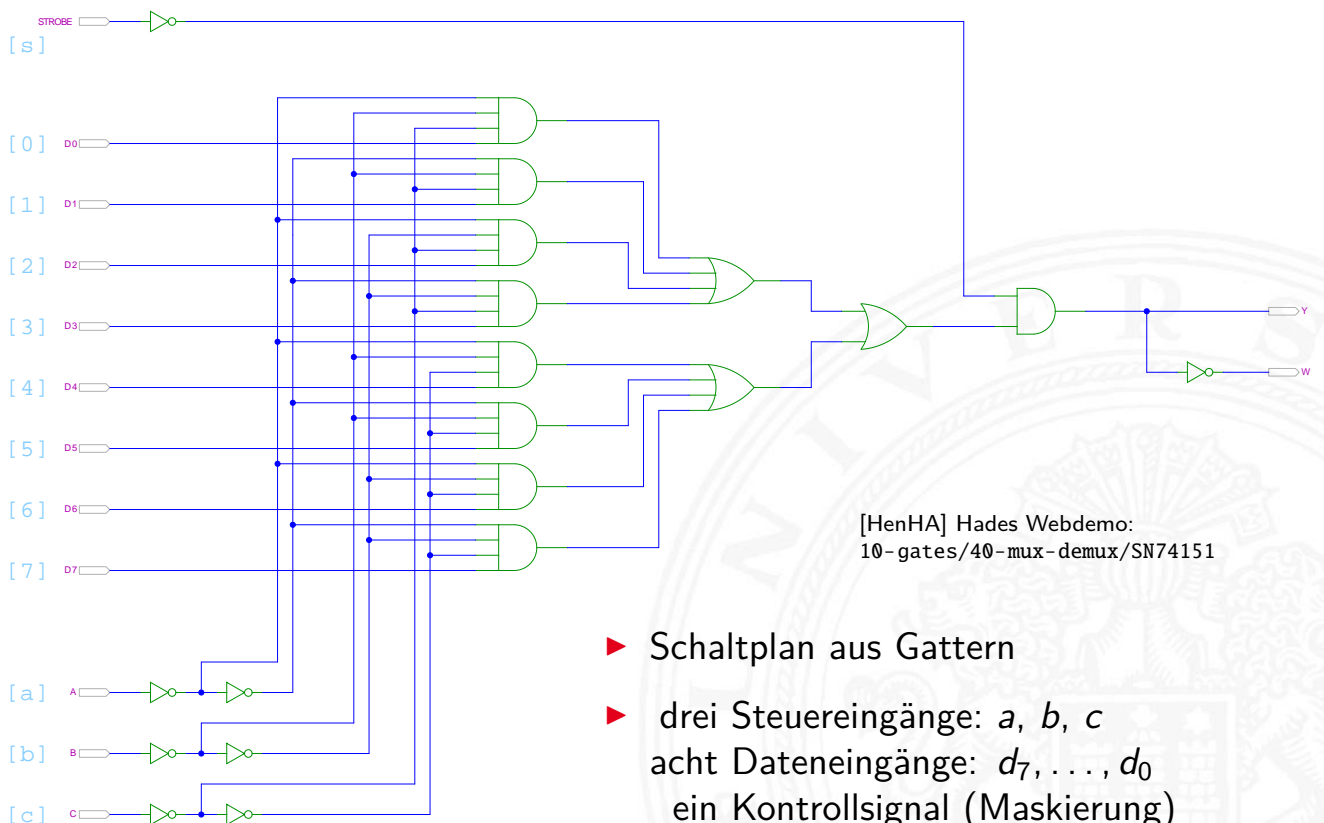 STROBE
[s]
[0] D0
[1] D1
[2] D2
[3] D3
[4] D4
[5] D5
[6] D6
[7] D7
Y
W
[HenHA] Hades Webdemo:
10-gates/40-mux-demux/SN74151
[a] A
[b] B
[c] C
► Schaltplan aus Gattern
► drei Steuereingänge: a, b, c
acht Dateneingänge: d₇, . . . , d₀
ein Kontrollsignal (Maskierung)
N I V E R S